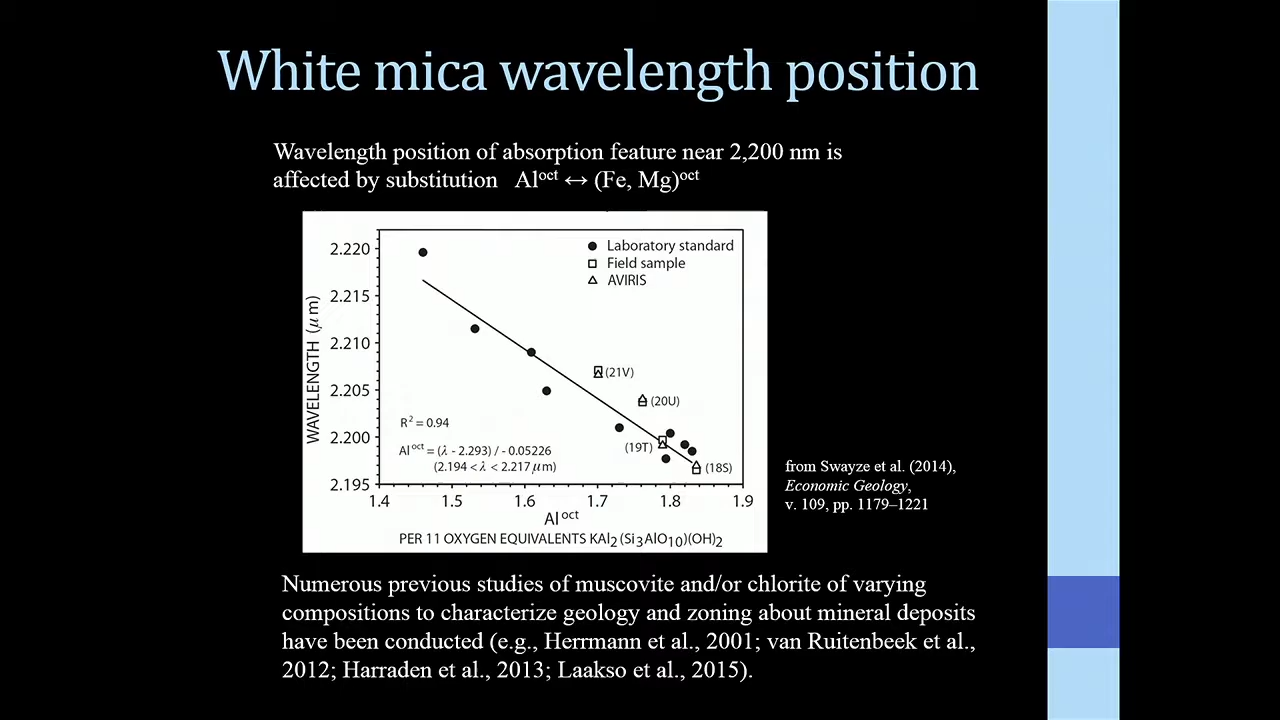 White mica wavelength position
Wavelength position of absorption feature near 2,200 nm is
affected by substitution Al^oct ↔ (Fe, Mg)^oct
2.220
2.215
2.210
2.205
2.200
2.195
WAVELENGTH (μm)
● Laboratory standard
□ Field sample
△ AVIRIS
(21V)
(20U)
(19T)
(18S)
R² = 0.94
Al^oct = (λ - 2.293) / - 0.05226
(2.194 < λ < 2.217 μm)
1.4 1.5 1.6 1.7 1.8 1.9
Al^oct
PER 11 OXYGEN EQUIVALENTS KAl₂(Si₃AlO₁₀)(OH)₂
from Swayze et al. (2014),
Economic Geology,
v. 109, pp. 1179–1221
Numerous previous studies of muscovite and/or chlorite of varying
compositions to characterize geology and zoning about mineral deposits
have been conducted (e.g., Herrmann et al., 2001; van Ruitenbeek et al.,
2012; Harraden et al., 2013; Laakso et al., 2015).